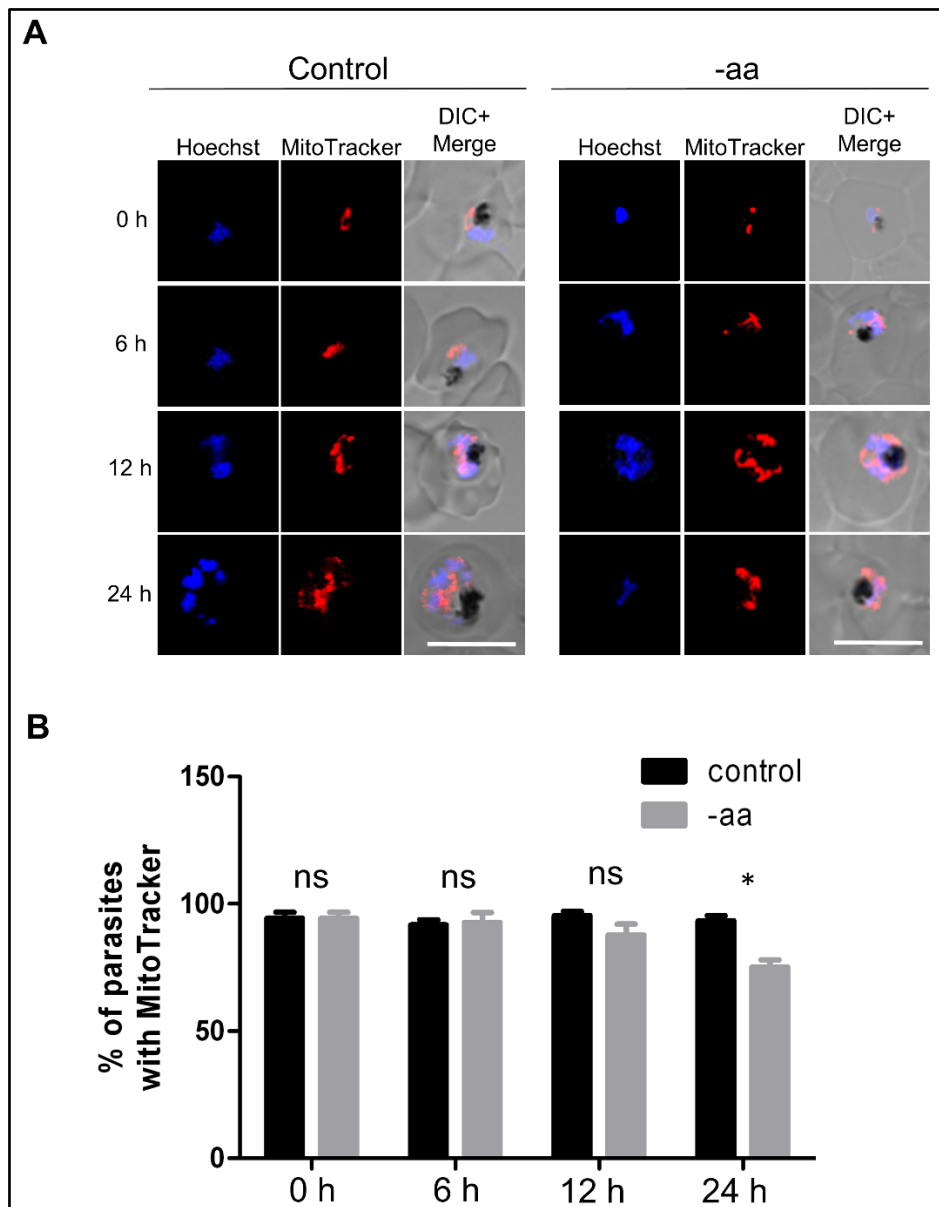 A
Control -aa
Hoechst MitoTracker DIC+ Merge Hoechst MitoTracker DIC+ Merge
0 h
6 h
12 h
24 h
B
control
-aa
% of parasites
with MitoTracker
150
100
50
0
ns ns ns *
0 h 6 h 12 h 24 h